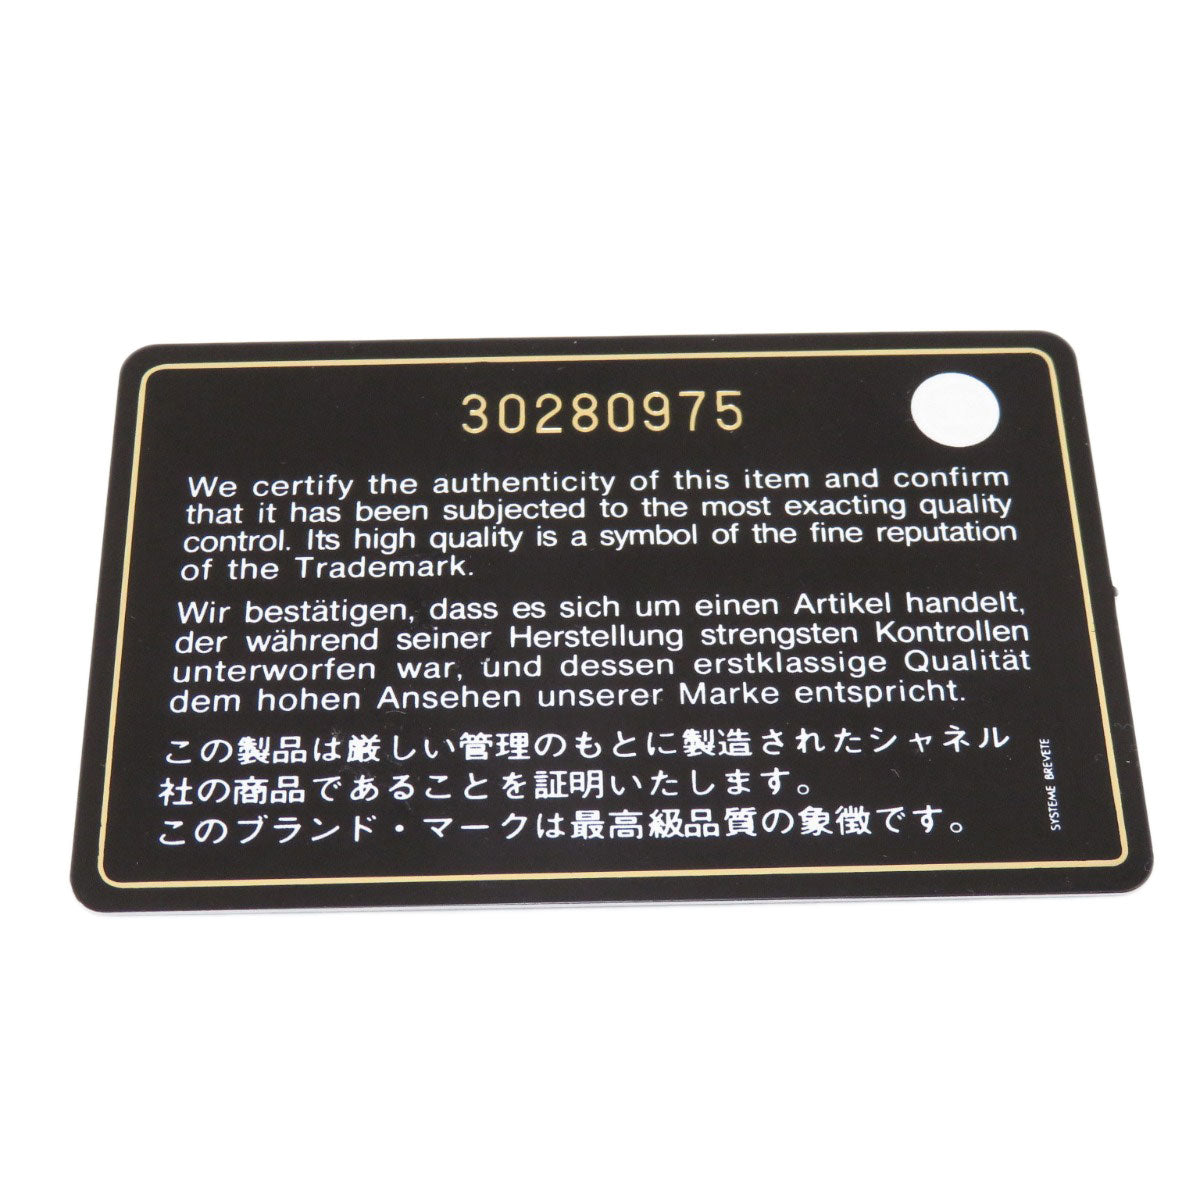 30280975
We certify the authenticity of this item and confirm
that it has been subjected to the most exacting quality
control. Its high quality is a symbol of the fine reputation
of the Trademark.
Wir bestätigen, dass es sich um einen Artikel handelt,
der während seiner Herstellung strengsten Kontrollen
unterworfen war, und dessen erstklassige Qualität
dem hohen Ansehen unserer Marke entspricht.
この製品は厳しい管理のもとに製造されたシャネル
社の商品であることを証明いたします。
このブランド・マークは最高級品質の象徴です。
SYSTEME BREVETE